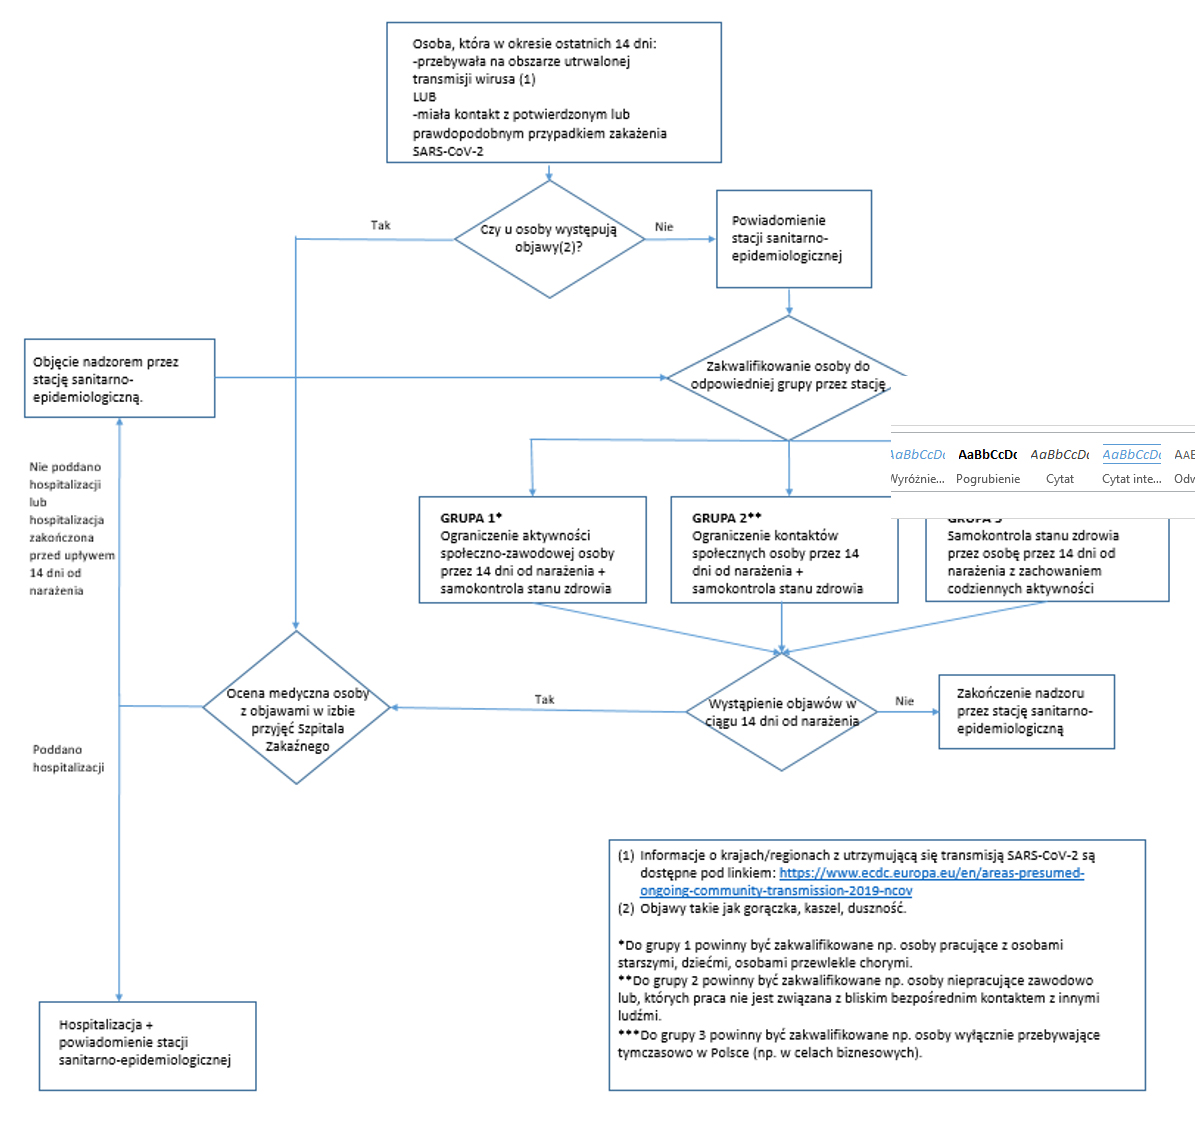 Osoba, która w okresie ostatnich 14 dni:
-przebywała na obszarze utrwalonej
transmisji wirusa (1)
LUB
-miała kontakt z potwierdzonym lub
prawdopodobnym przypadkiem zakażenia
SARS-CoV-2
Tak
Czy u osoby występują
objawy(2)?
Nie
Powiadomienie
stacji sanitarno-
epidemiologicznej
Objęcie nadzorem przez
stację sanitarno-
epidemiologiczną.
Zakwalifikowanie osoby do
odpowiedniej grupy przez stację
AaBbCcDc AaBbCcDc AaBbCcDc AaBbCcDc AAB
Wyróżnie... Pogrubienie Cytat Cytat inte... Odw
Nie poddano
hospitalizacji
lub
hospitalizacja
zakończona
przed upływem
14 dni od
narażenia
GRUPA 1*
Ograniczenie aktywności
społeczno-zawodowej osoby
przez 14 dni od narażenia +
samokontrola stanu zdrowia
GRUPA 2**
Ograniczenie kontaktów
społecznych osoby przez 14
dni od narażenia +
samokontrola stanu zdrowia
GRUPA 3
Samokontrola stanu zdrowia
przez osobę przez 14 dni od
narażenia z zachowaniem
codziennych aktywności
Ocena medyczna osoby
z objawami w izbie
przyjęć Szpitala
Zakaźnego
Tak
Wystąpienie objawów w
ciągu 14 dni od narażenia
Nie
Zakończenie nadzoru
przez stację sanitarno-
epidemiologiczną
Poddano
hospitalizacji
(1) Informacje o krajach/regionach z utrzymującą się transmisją SARS-CoV-2 są
dostępne pod linkiem: https://www.ecdc.europa.eu/en/areas-presumed-
ongoing-community-transmission-2019-ncov
(2) Objawy takie jak gorączka, kaszel, duszność.
*Do grupy 1 powinny być zakwalifikowane np. osoby pracujące z osobami
starszymi, dziećmi, osobami przewlekle chorymi.
**Do grupy 2 powinny być zakwalifikowane np. osoby niepracujące zawodowo
lub, których praca nie jest związana z bliskim bezpośrednim kontaktem z innymi
ludźmi.
***Do grupy 3 powinny być zakwalifikowane np. osoby wyłącznie przebywające
tymczasowo w Polsce (np. w celach biznesowych).
Hospitalizacja +
powiadomienie stacji
sanitarno-epidemiologicznej